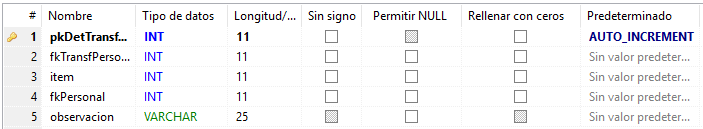 # Nombre Tipo de datos Longitud/... Sin signo Permitir NULL Rellenar con ceros Predeterminado
1 pkDetTransf... INT 11 AUTO_INCREMENT
2 fkTransfPerso... INT 11 Sin valor predeter...
3 item INT 11 Sin valor predeter...
4 fkPersonal INT 11 Sin valor predeter...
5 observacion VARCHAR 25 Sin valor predeter...